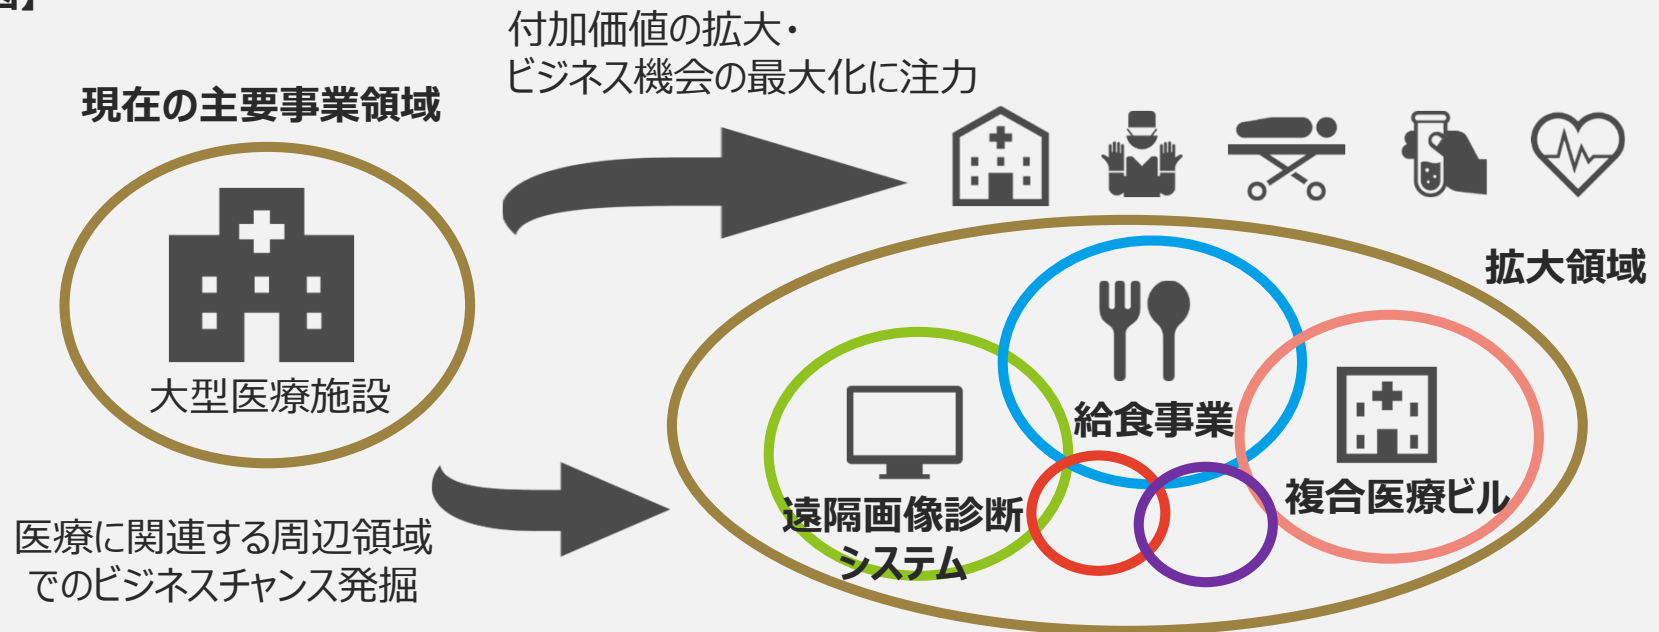 付加価値の拡大・
ビジネス機会の最大化に注力
現在の主要事業領域
拡大領域
大型医療施設
給食事業
複合医療ビル
遠隔画像診断
システム
医療に関連する周辺領域
でのビジネスチャンス発掘